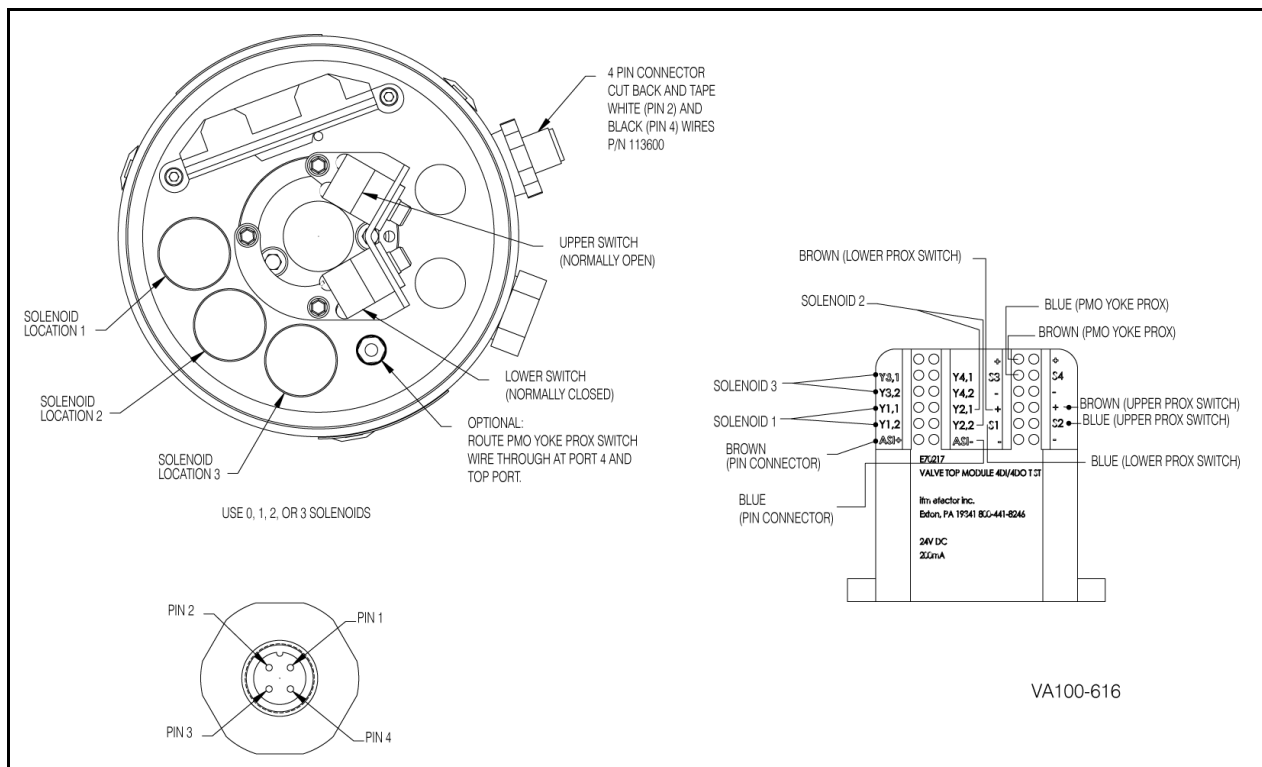 4 PIN CONNECTOR
CUT BACK AND TAPE
WHITE (PIN 2) AND
BLACK (PIN 4) WIRES
P/N 113600
UPPER SWITCH
(NORMALLY OPEN)
SOLENOID
LOCATION 1
SOLENOID
LOCATION 2
SOLENOID
LOCATION 3
LOWER SWITCH
(NORMALLY CLOSED)
OPTIONAL:
ROUTE PMO YOKE PROX SWITCH
WIRE THROUGH AT PORT 4 AND
TOP PORT.
USE 0, 1, 2, OR 3 SOLENOIDS
PIN 2
PIN 1
PIN 3
PIN 4
BROWN (LOWER PROX SWITCH)
SOLENOID 2
BLUE (PMO YOKE PROX)
BROWN (PMO YOKE PROX)
SOLENOID 3
SOLENOID 1
BROWN
(PIN CONNECTOR)
BLUE
(PIN CONNECTOR)
BROWN (UPPER PROX SWITCH)
BLUE (UPPER PROX SWITCH)
BLUE (LOWER PROX SWITCH)
+ +
Y3,1 Y4,1 S3 S4
Y3,2 Y4,2 - -
Y1,1 Y2,1 + +
Y1,2 Y2,2 S1 S2
ASI+ ASI- - -
E70217
VALVE TOP MODULE 4DI/4DO T ST
ifm efector inc.
Exton, PA 19341 800-441-8246
24V DC
200mA
VA100-616